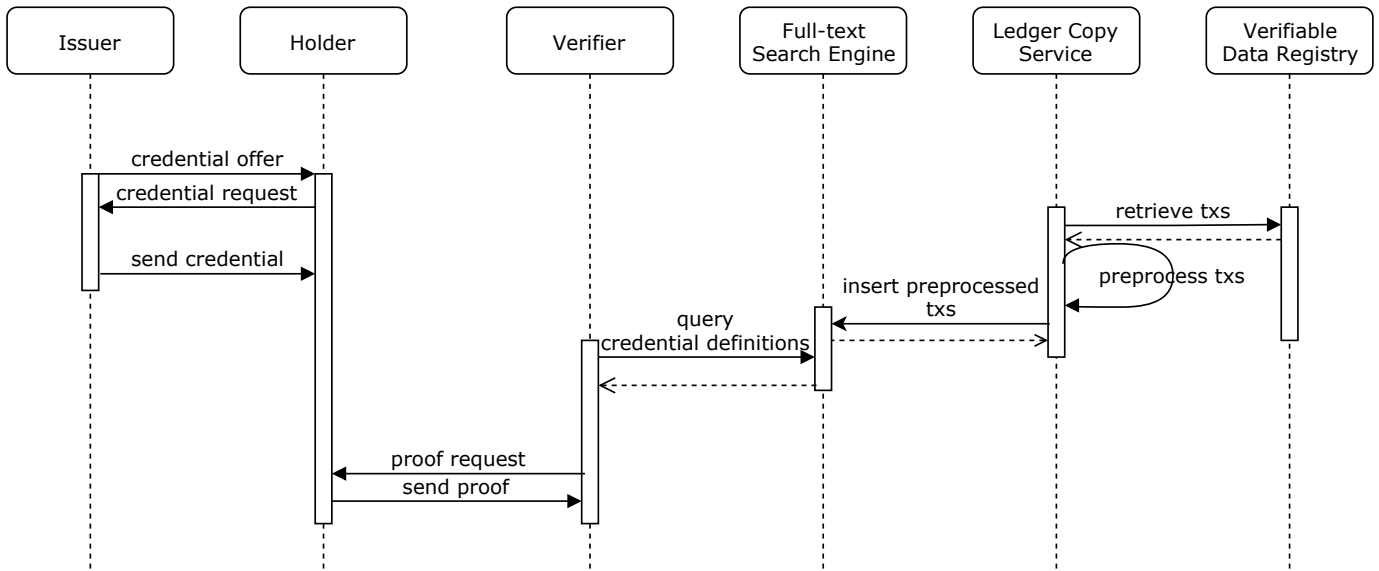 Issuer
Holder
Verifier
Full-text
Search Engine
Ledger Copy
Service
Verifiable
Data Registry
credential offer
credential request
retrieve txs
send credential
preprocess txs
insert preprocessed
txs
query
credential definitions
proof request
send proof